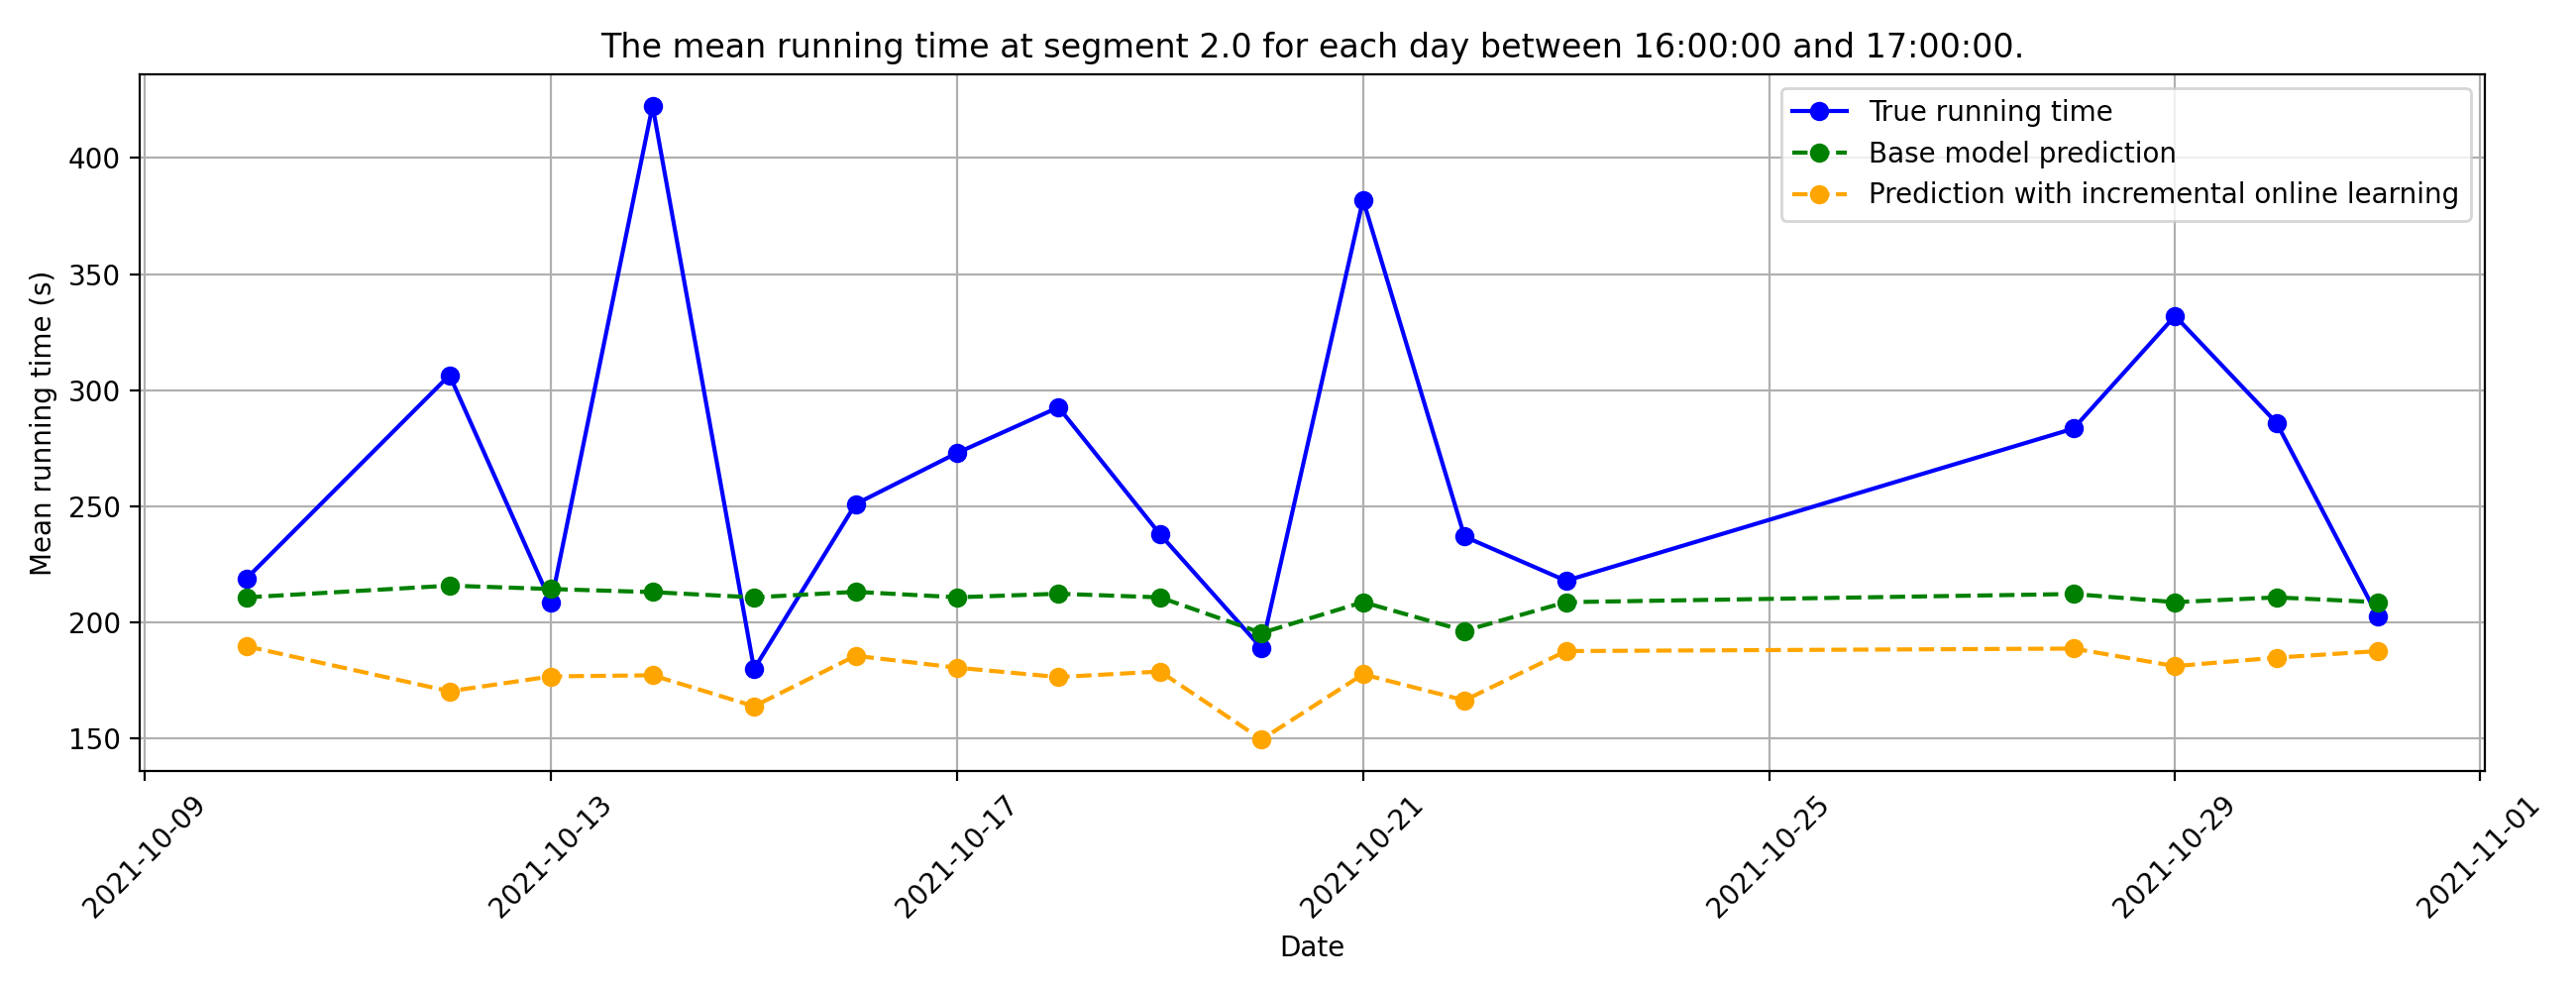 The mean running time at segment 2.0 for each day between 16:00:00 and 17:00:00.
True running time
Base model prediction
Prediction with incremental online learning
Mean running time (s)
400
350
300
250
200
150
2021-10-09
2021-10-13
2021-10-17
2021-10-21
2021-10-25
2021-10-29
2021-11-01
Date